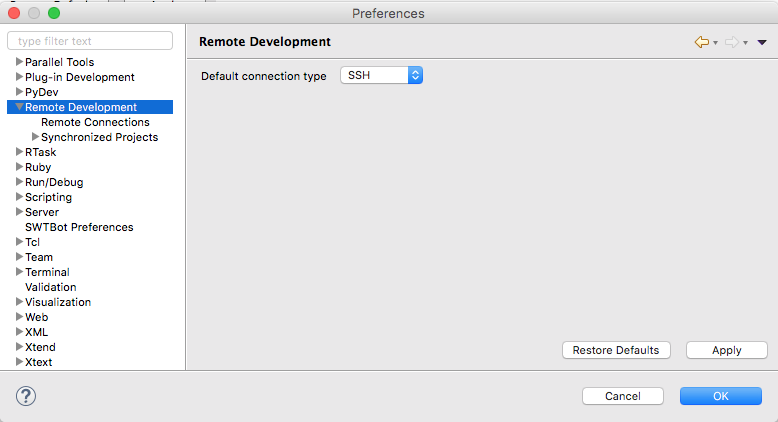 Preferences
type filter text
Parallel Tools
Plug-in Development
PyDev
Remote Development
Remote Connections
Synchronized Projects
RTask
Ruby
Run/Debug
Scripting
Server
SWTBot Preferences
Tcl
Team
Terminal
Validation
Visualization
Web
XML
Xtend
Xtext
Remote Development
Default connection type SSH
Restore Defaults Apply
? Cancel OK